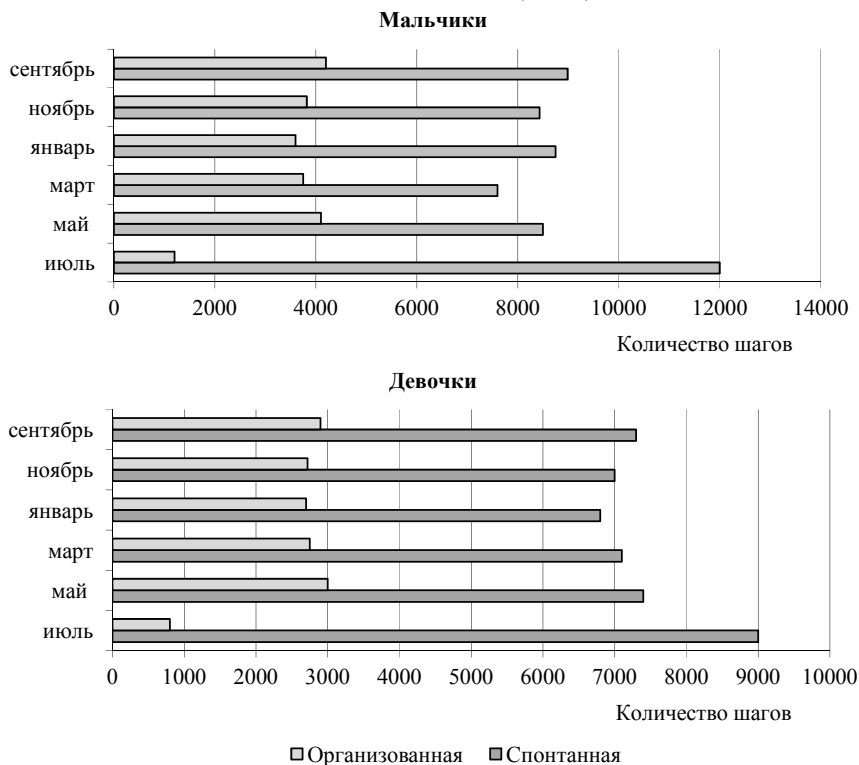 Мальчики
сентябрь
ноябрь
январь
март
май
июль
0 2000 4000 6000 8000 10000 12000 14000
Количество шагов
Девочки
сентябрь
ноябрь
январь
март
май
июль
0 1000 2000 3000 4000 5000 6000 7000 8000 9000 10000
Количество шагов
Организованная Спонтанная